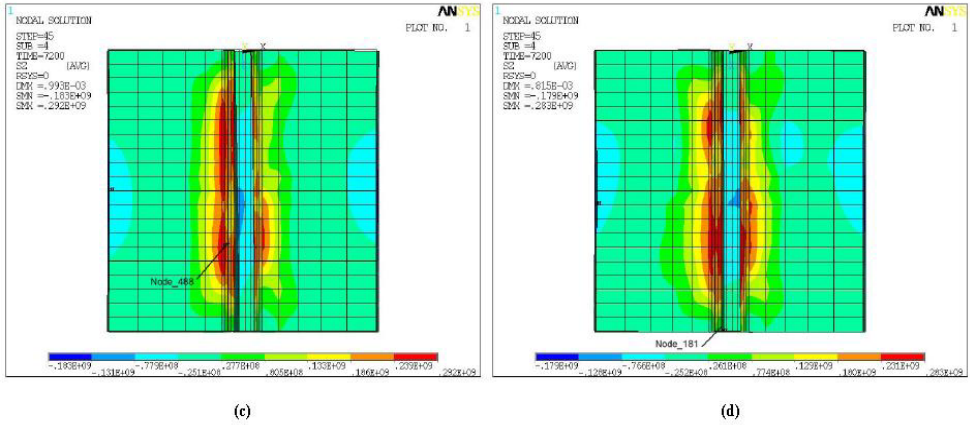 1
ANSYS
NODAL SOLUTION
PLOT NO. 1
STEP=45
SUB =4
TIME=7200
SZ (AVG)
RSYS=0
DMX =.993E-03
SMN =-.183E+09
SMX =.292E+09
Y X
Node_488
-.183E+09 -.779E+08 .277E+08 .133E+09 .239E+09
-.131E+09 -.251E+08 .805E+08 .186E+09 .292E+09
(c)
1
ANSYS
NODAL SOLUTION
PLOT NO. 1
STEP=45
SUB =4
TIME=7200
SZ (AVG)
RSYS=0
DMX =.815E-03
SMN =-.179E+09
SMX =.283E+09
Y X
Node_181
-.179E+09 -.766E+08 .261E+08 .129E+09 .231E+09
-.128E+09 -.252E+08 .774E+08 .180E+09 .283E+09
(d)